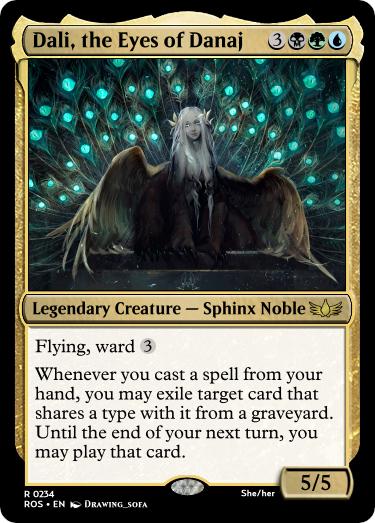 Dali, the Eyes of Danaj 3
Legendary Creature — Sphinx Noble
Flying, ward 3
Whenever you cast a spell from your
hand, you may exile target card that
shares a type with it from a graveyard.
Until the end of your next turn, you
may play that card.
5/5
R 0234
ROS • EN Drawing_sofa
She/her